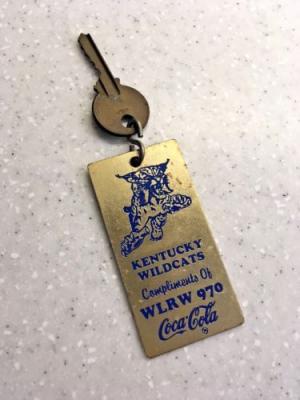 KENTUCKY
WILDCATS
Compliments Of
WLRW 970
Coca-Cola
®